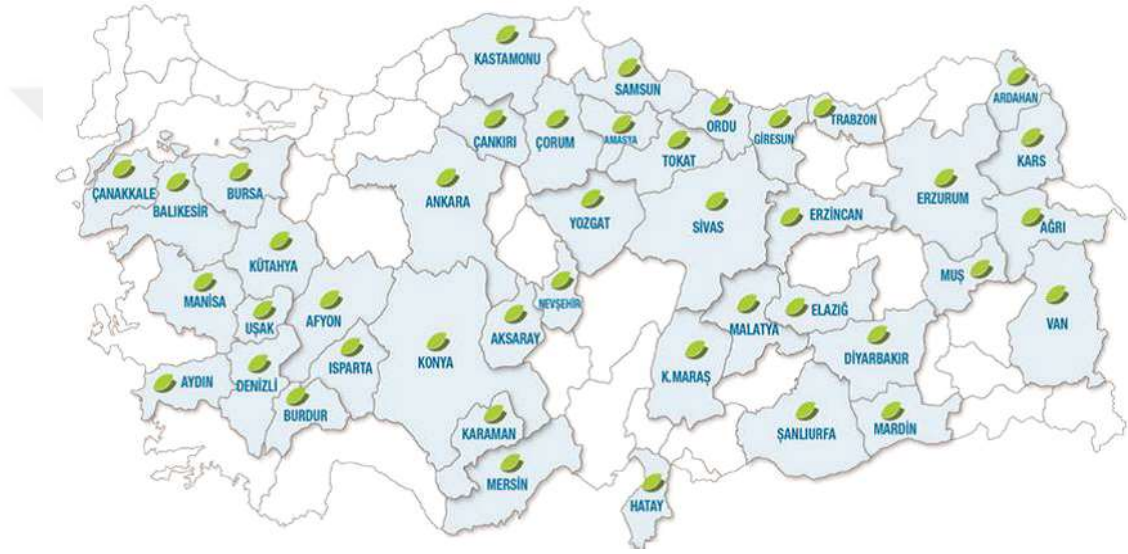 KASTAMONU
SAMSUN
ARDAHAN
ÇANKIRI
ÇORUM
AMASYA
ORDU
GİRESUN
TRABZON
TOKAT
KARS
ÇANAKKALE
BALIKESİR
BURSA
ANKARA
YOZGAT
SİVAS
ERZİNCAN
ERZURUM
AĞRI
KÜTAHYA
MUŞ
MANİSA
UŞAK
AFYON
NEVŞEHİR
AKSARAY
MALATYA
ELAZIĞ
VAN
AYDIN
DENİZLİ
ISPARTA
KONYA
K.MARAŞ
DİYARBAKIR
BURDUR
KARAMAN
ŞANLIURFA
MARDİN
MERSİN
HATAY